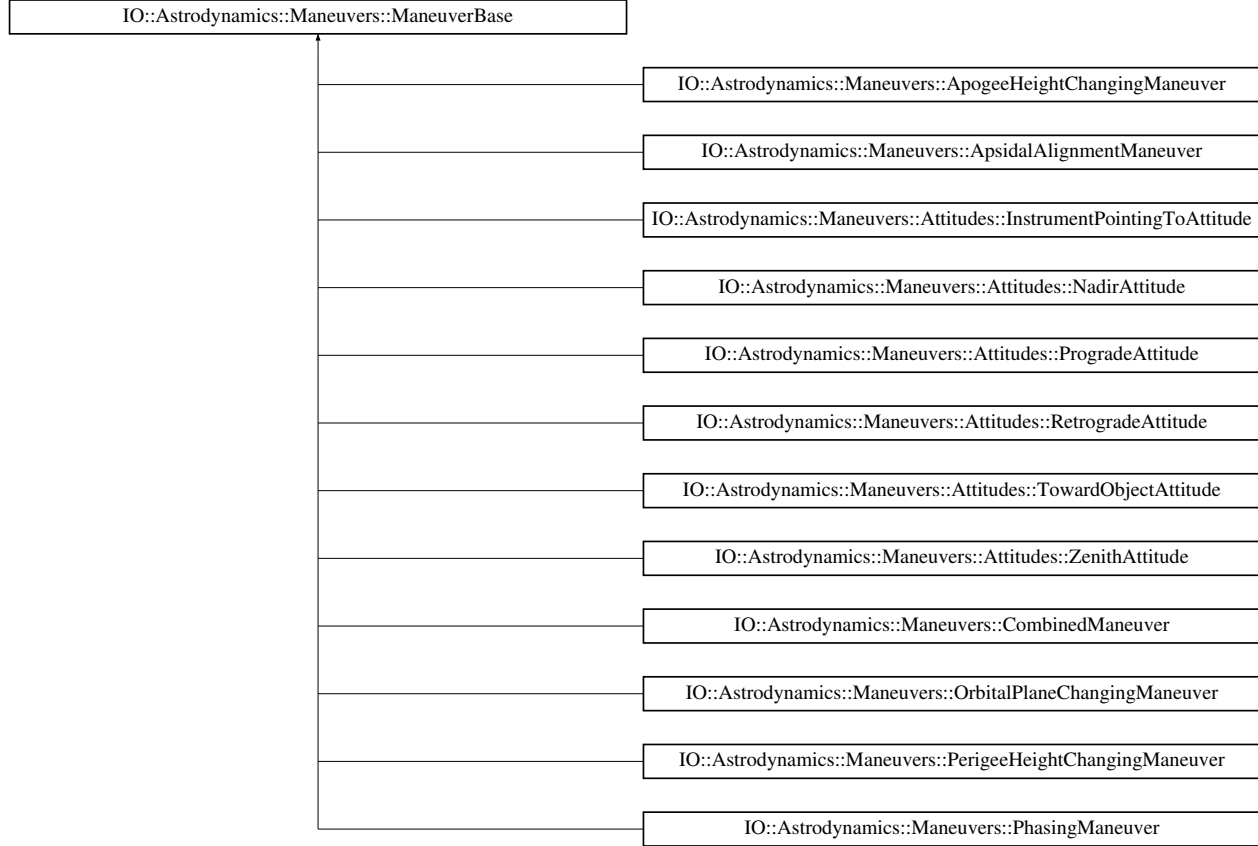 IO::Astrodynamics::Maneuvers::ManeuverBase
IO::Astrodynamics::Maneuvers::ApogeeHeightChangingManeuver
IO::Astrodynamics::Maneuvers::ApsidalAlignmentManeuver
IO::Astrodynamics::Maneuvers::Attitudes::InstrumentPointingToAttitude
IO::Astrodynamics::Maneuvers::Attitudes::NadirAttitude
IO::Astrodynamics::Maneuvers::Attitudes::ProgradeAttitude
IO::Astrodynamics::Maneuvers::Attitudes::RetrogradeAttitude
IO::Astrodynamics::Maneuvers::Attitudes::TowardObjectAttitude
IO::Astrodynamics::Maneuvers::Attitudes::ZenithAttitude
IO::Astrodynamics::Maneuvers::CombinedManeuver
IO::Astrodynamics::Maneuvers::OrbitalPlaneChangingManeuver
IO::Astrodynamics::Maneuvers::PerigeeHeightChangingManeuver
IO::Astrodynamics::Maneuvers::PhasingManeuver